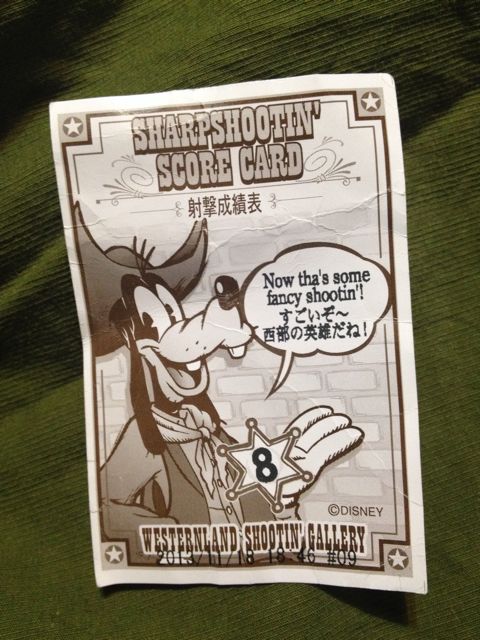 SHARPSHOOTIN'
SCORE CARD
射撃成績表
Now tha's some
fancy shootin'!
すごいぞ～
西部の英雄だね！
8
©DISNEY
WESTERNLAND SHOOTIN' GALLERY
2013/11/18 18:46 #09